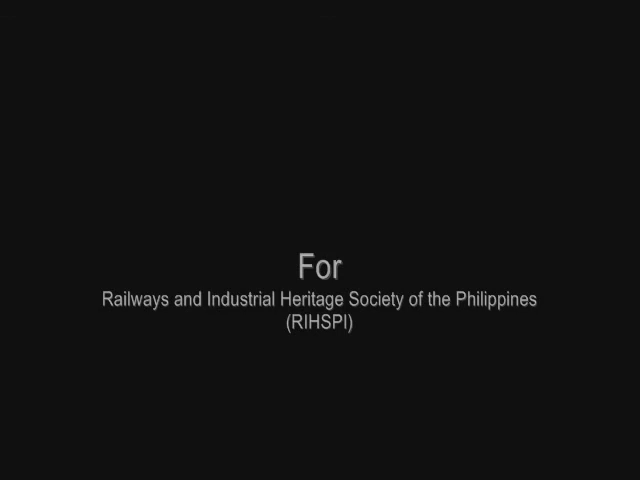 For
Railways and Industrial Heritage Society of the Philippines
(RIHSPI)